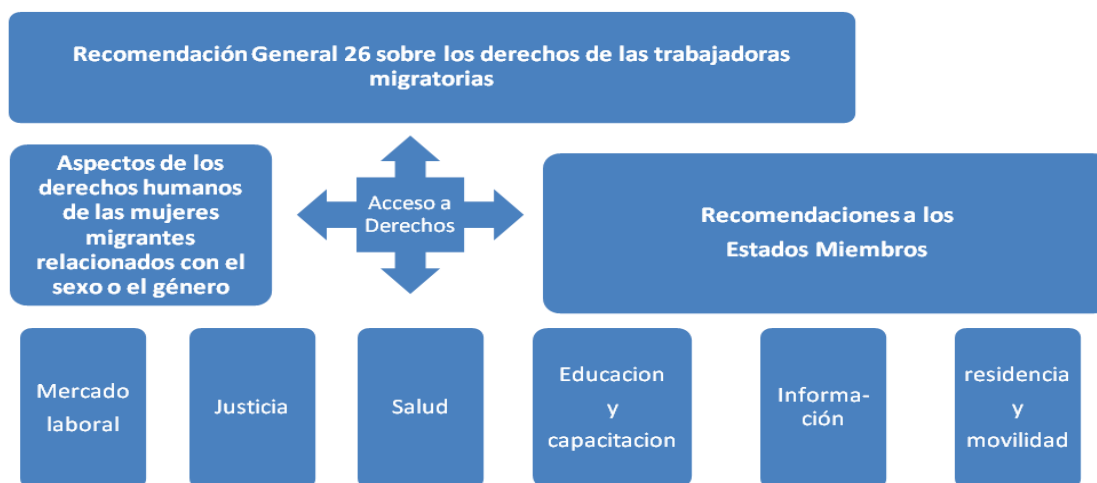 Recomendación General 26 sobre los derechos de las trabajadoras
migratorias
Aspectos de los
derechos humanos
de las mujeres
migrantes
relacionados con el
sexo o el género
Acceso a
Derechos
Recomendaciones a los
Estados Miembros
Mercado
laboral
Justicia
Salud
Educacion
y
capacitacion
Informa-
ción
residencia
y
movilidad